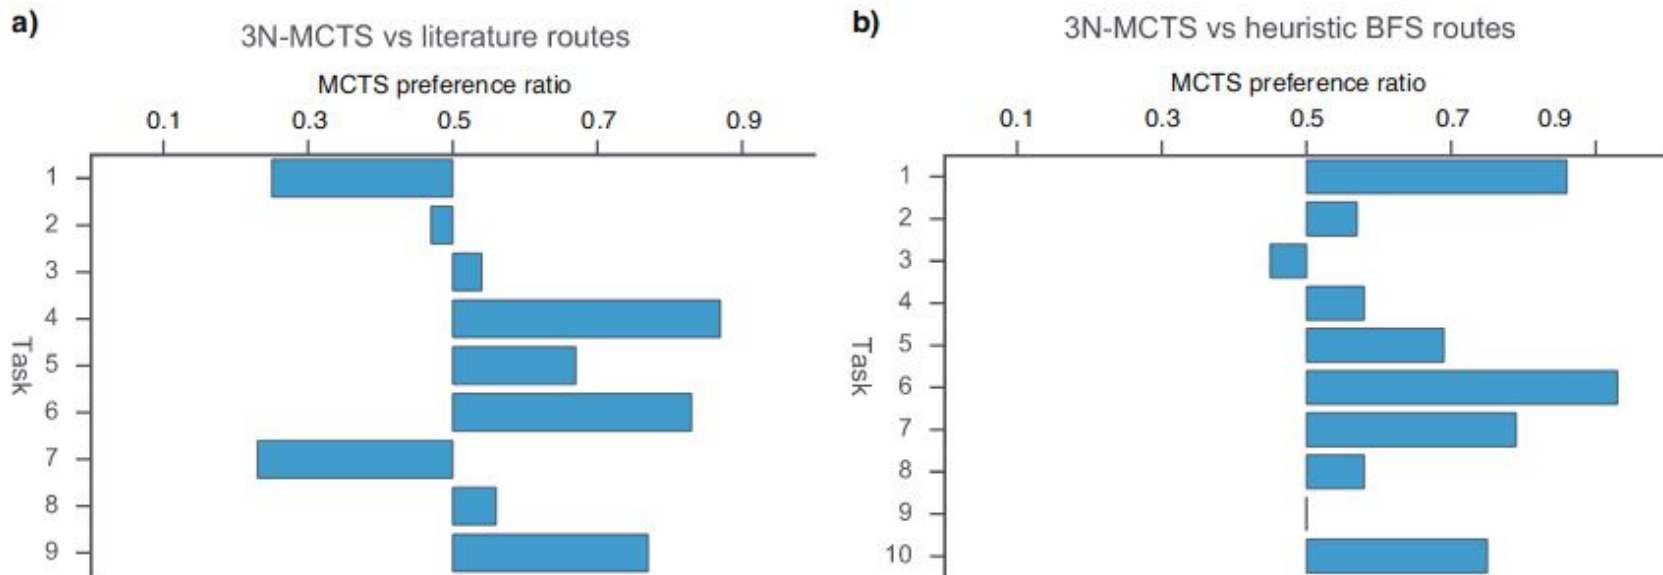 a)
3N-MCTS vs literature routes
MCTS preference ratio
0.1 0.3 0.5 0.7 0.9
1
2
3
4
5
6
7
8
9
Task
b)
3N-MCTS vs heuristic BFS routes
MCTS preference ratio
0.1 0.3 0.5 0.7 0.9
1
2
3
4
5
6
7
8
9
10
Task